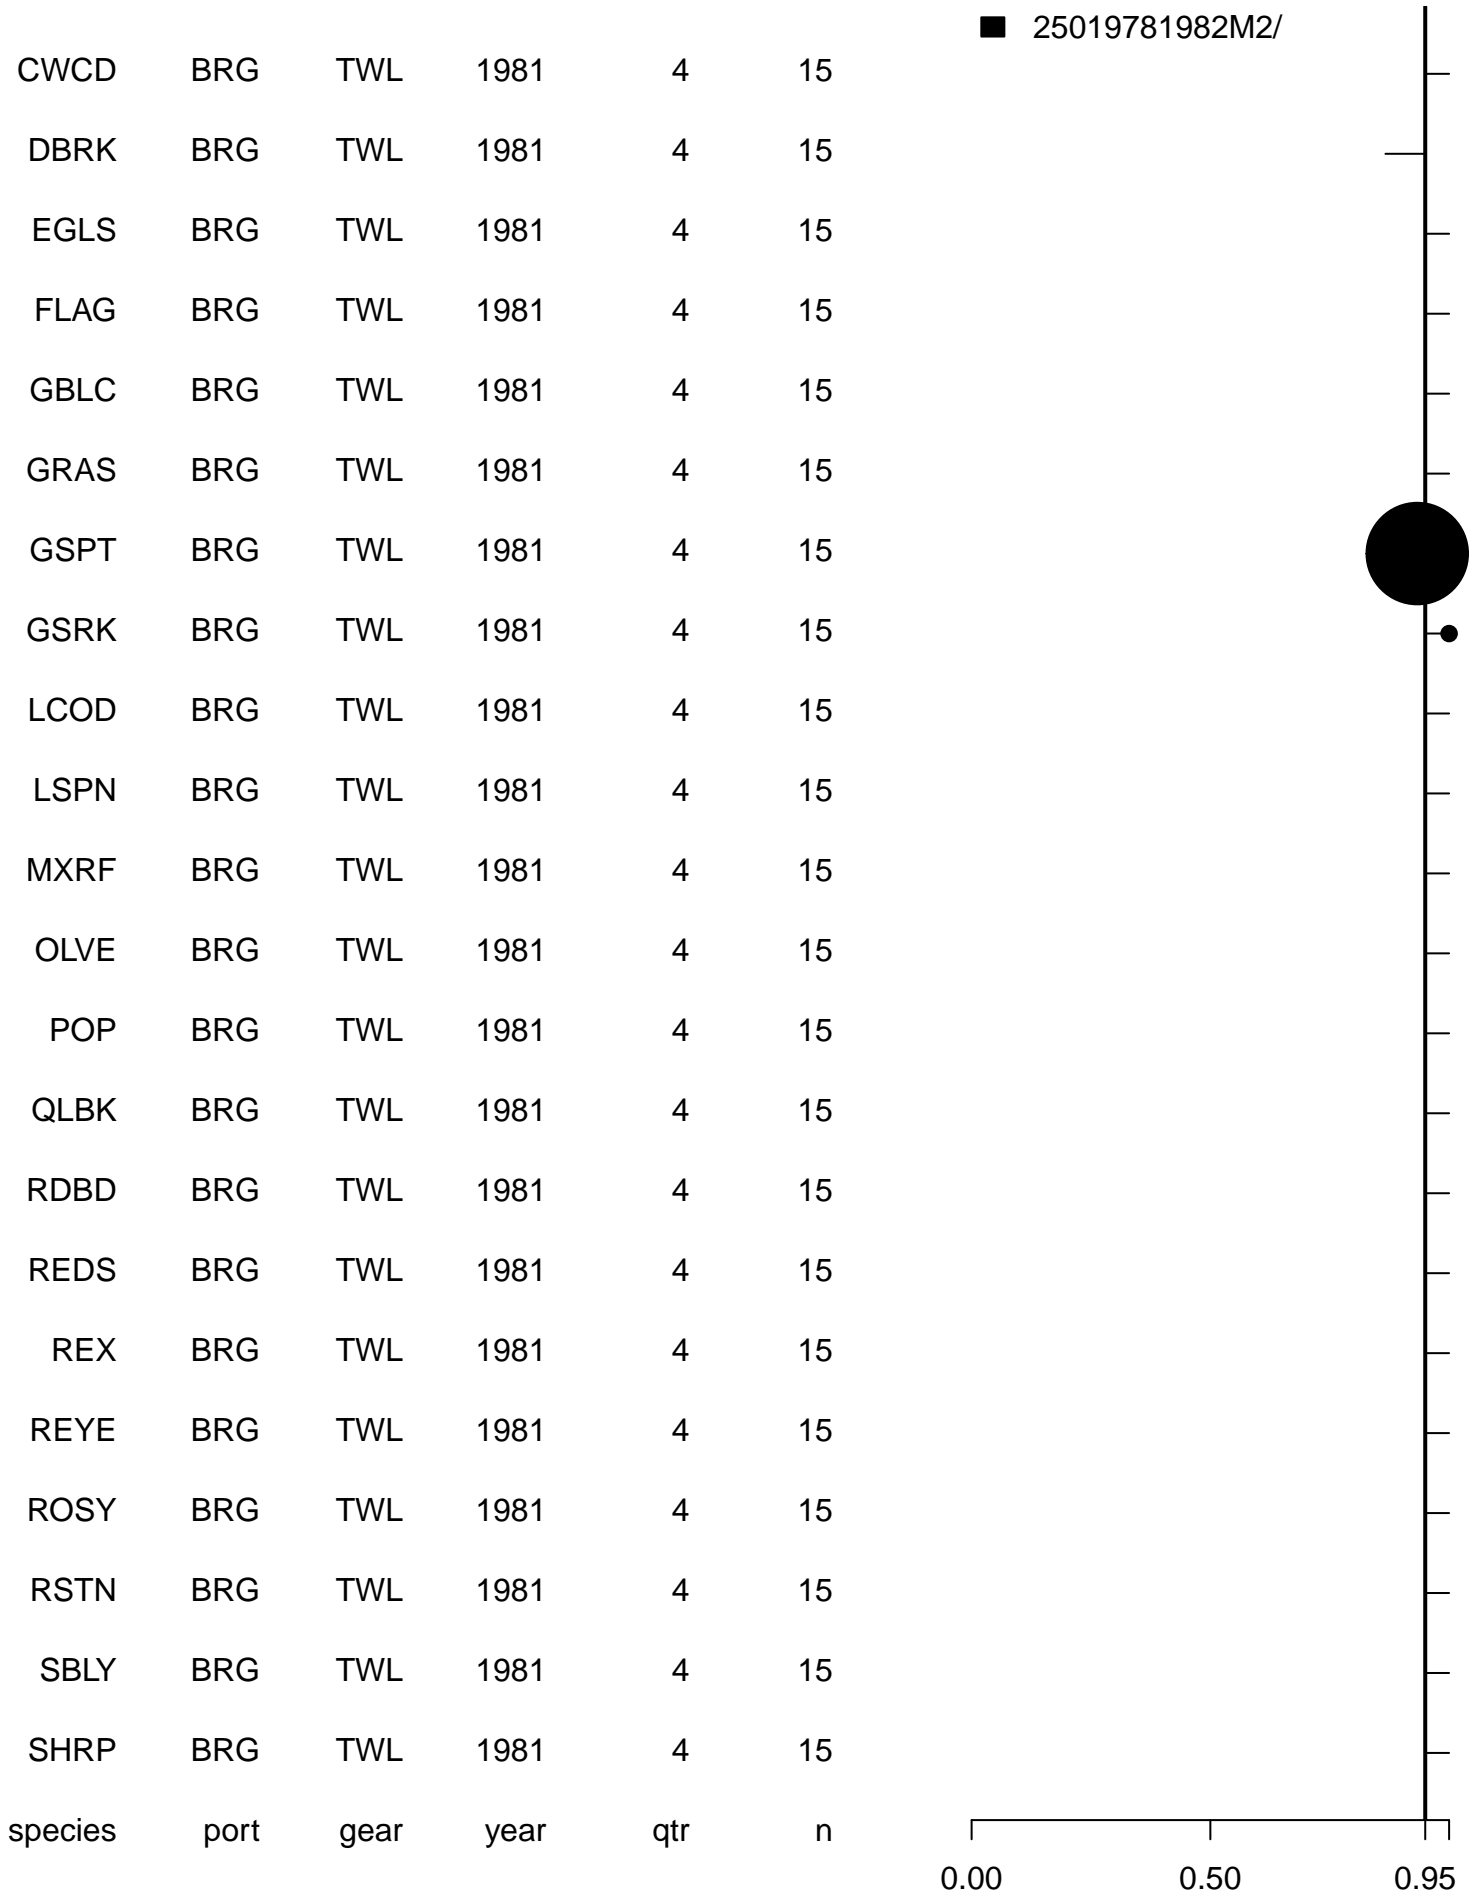 25019781982M2/
CWCD BRG TWL 1981 4 15
DBRK BRG TWL 1981 4 15
EGLS BRG TWL 1981 4 15
FLAG BRG TWL 1981 4 15
GBLC BRG TWL 1981 4 15
GRAS BRG TWL 1981 4 15
GSPT BRG TWL 1981 4 15
GSRK BRG TWL 1981 4 15
LCOD BRG TWL 1981 4 15
LSPN BRG TWL 1981 4 15
MXRF BRG TWL 1981 4 15
OLVE BRG TWL 1981 4 15
POP BRG TWL 1981 4 15
QLBK BRG TWL 1981 4 15
RDBD BRG TWL 1981 4 15
REDS BRG TWL 1981 4 15
REX BRG TWL 1981 4 15
REYE BRG TWL 1981 4 15
ROSY BRG TWL 1981 4 15
RSTN BRG TWL 1981 4 15
SBLY BRG TWL 1981 4 15
SHRP BRG TWL 1981 4 15
species port gear year qtr n
0.00 0.50 0.95